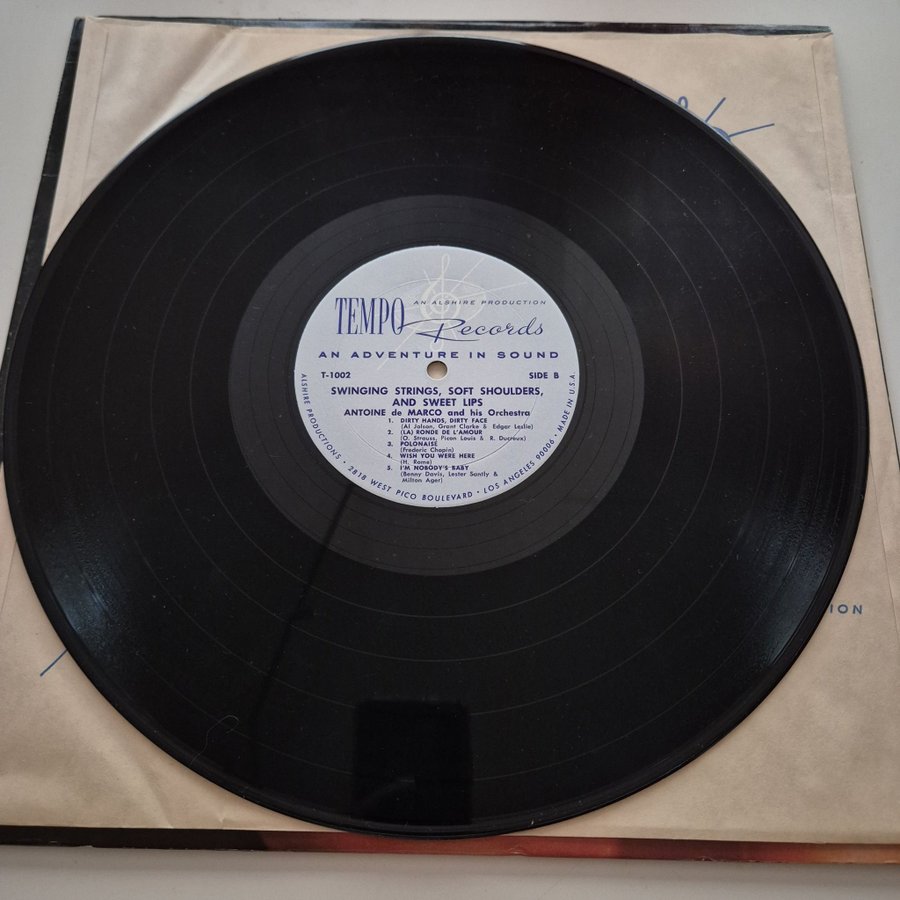 TEMPO Records
AN ALSHIRE PRODUCTION
AN ADVENTURE IN SOUND
T-1002 SIDE B
SWINGING STRINGS, SOFT SHOULDERS,
AND SWEET LIPS
ANTOINE de MARCO and his Orchestra
1. DIRTY HANDS, DIRTY FACE
(Al Jolson, Grant Clarke & Edgar Leslie)
2. (LA) RONDE DE L'AMOUR
(O. Strauss, Picon Louis & R. Ducreux)
3. POLONAISE
(Frederic Chopin)
4. WISH YOU WERE HERE
(H. Rome)
5. I'M NOBODY'S BABY
(Benny Davis, Lester Santly &
Milton Ager)
ALSHIRE PRODUCTIONS • 2818 WEST PICO BOULEVARD • LOS ANGELES 90006 • MADE IN U.S.A.
ION